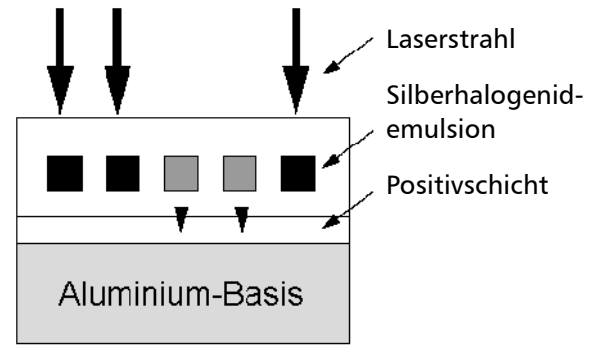 Laserstrahl
Silberhalogenid-
emulsion
Positivschicht
Aluminium-Basis